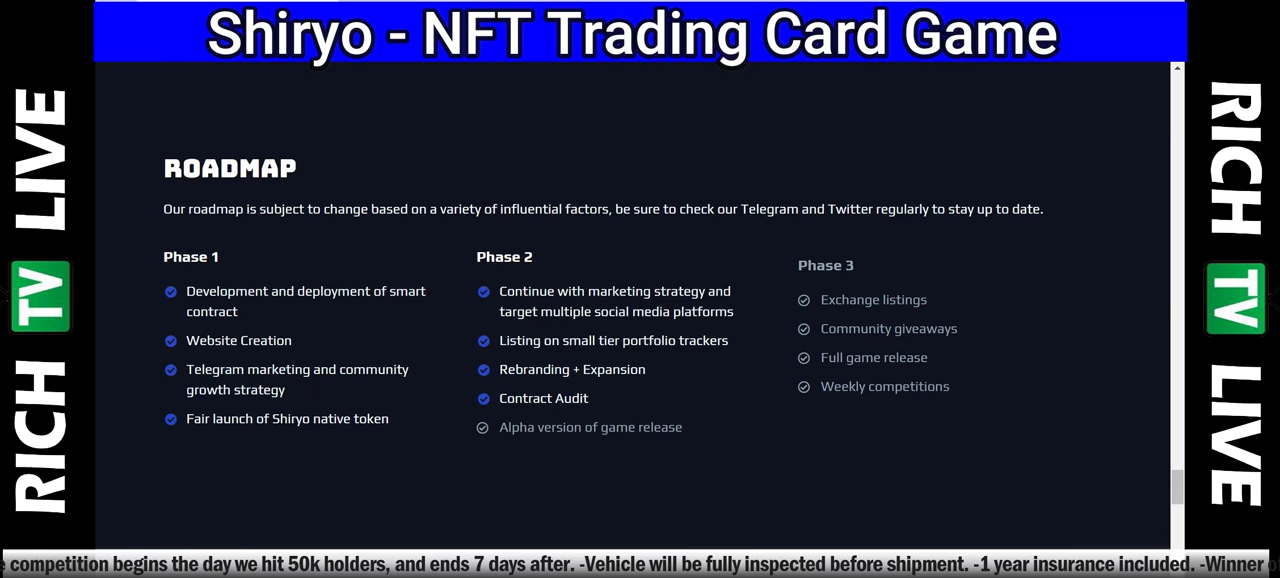 Shiryo - NFT Trading Card Game
RICH TV LIVE
RICH TV LIVE
ROADMAP
Our roadmap is subject to change based on a variety of influential factors, be sure to check our Telegram and Twitter regularly to stay up to date.
Phase 1
Development and deployment of smart
contract
Website Creation
Telegram marketing and community
growth strategy
Fair launch of Shiryo native token
Phase 2
Continue with marketing strategy and
target multiple social media platforms
Listing on small tier portfolio trackers
Rebranding + Expansion
Contract Audit
Alpha version of game release
Phase 3
Exchange listings
Community giveaways
Full game release
Weekly competitions
competition begins the day we hit 50k holders, and ends 7 days after. -Vehicle will be fully inspected before shipment. -1 year insurance included. -Winner